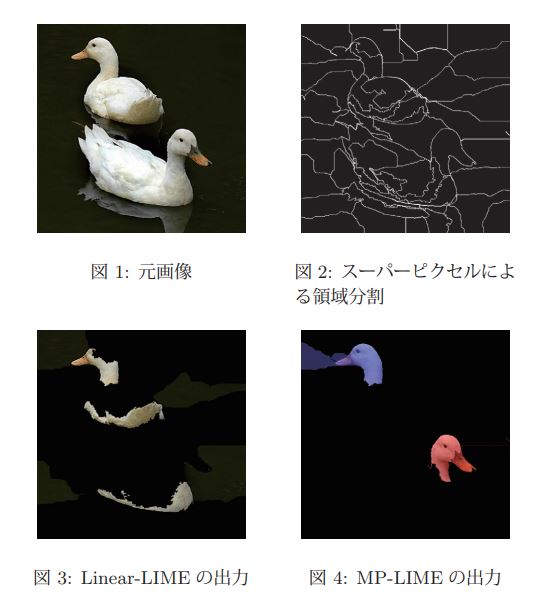 図 1: 元画像
図 2: スーパーピクセルによ
る領域分割
図 3: Linear-LIME の出力
図 4: MP-LIME の出力